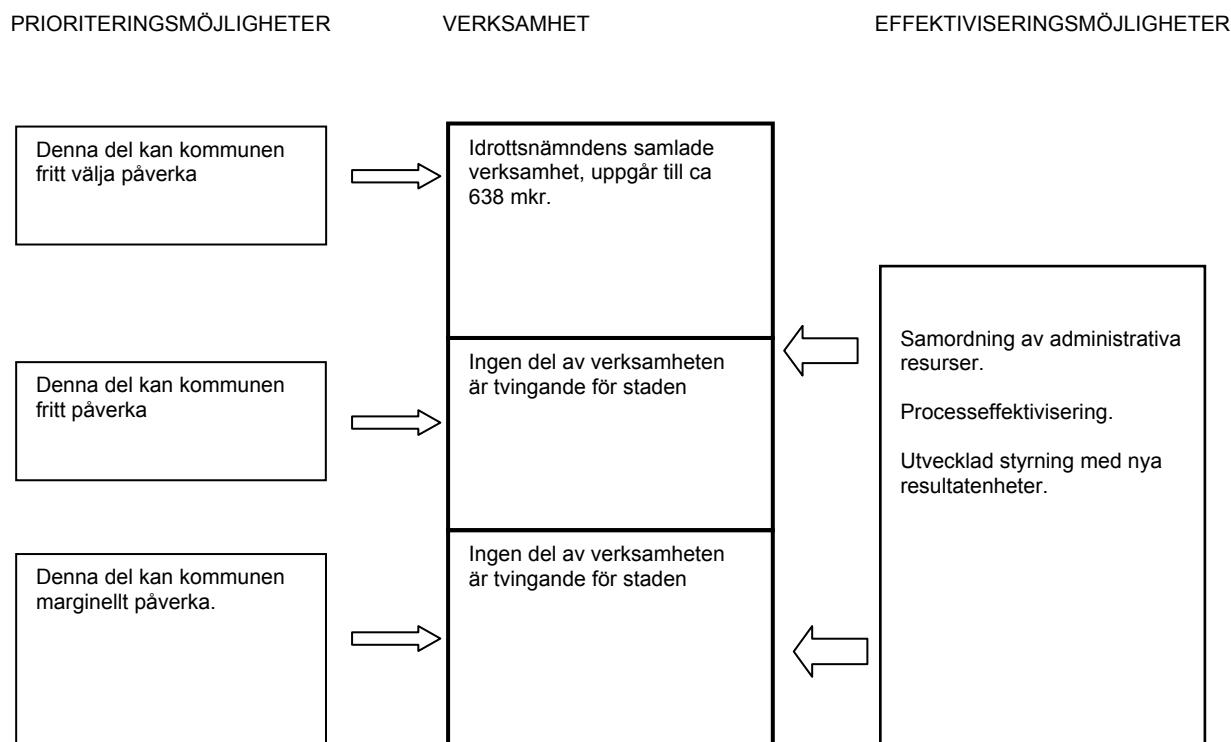 PRIORITERINGSMÖJLIGHETER
VERKSAMHET
EFFEKTIVISERINGSMÖJLIGHETER
Denna del kan kommunen
fritt välja påverka
Idrottsnämndens samlade
verksamhet, uppgår till ca
638 mkr.
Denna del kan kommunen
fritt påverka
Ingen del av verksamheten
är tvingande för staden
Denna del kan kommunen
marginellt påverka.
Ingen del av verksamheten
är tvingande för staden
Samordning av administrativa
resurser.
Processeffektivisering.
Utvecklad styrning med nya
resultatenheter.